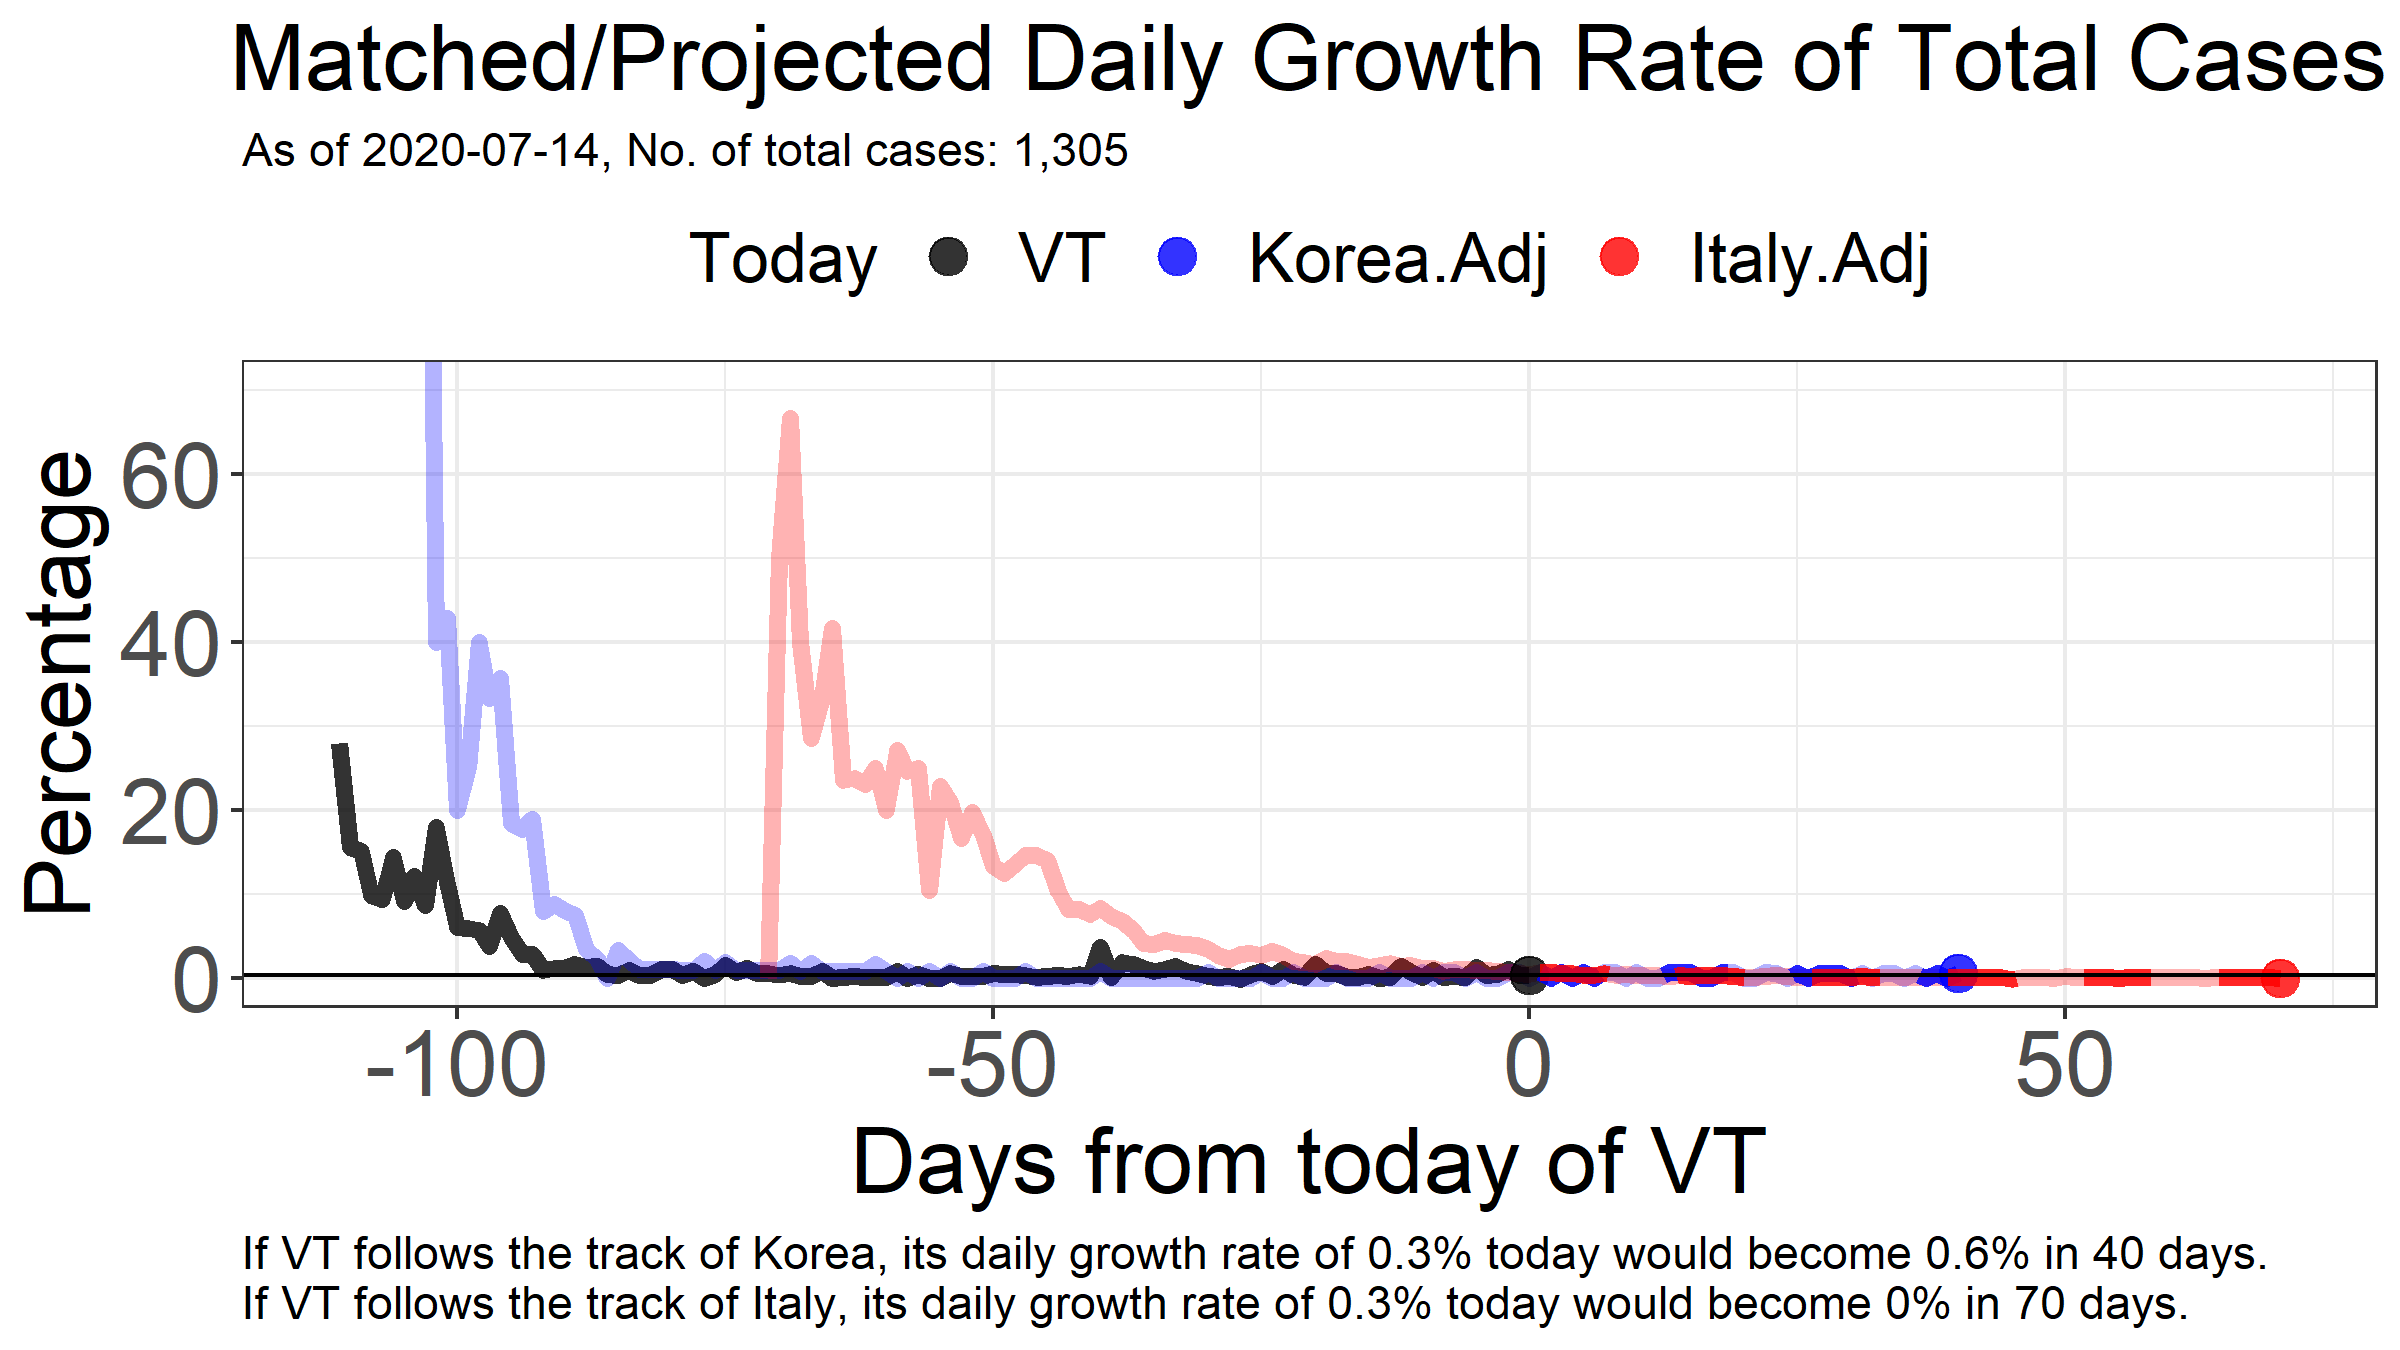 Matched/Projected Daily Growth Rate of Total Cases
As of 2020-07-14, No. of total cases: 1,305
Today VT Korea.Adj Italy.Adj
Percentage
60
40
20
0
-100 -50 0 50
Days from today of VT
If VT follows the track of Korea, its daily growth rate of 0.3% today would become 0.6% in 40 days.
If VT follows the track of Italy, its daily growth rate of 0.3% today would become 0% in 70 days.